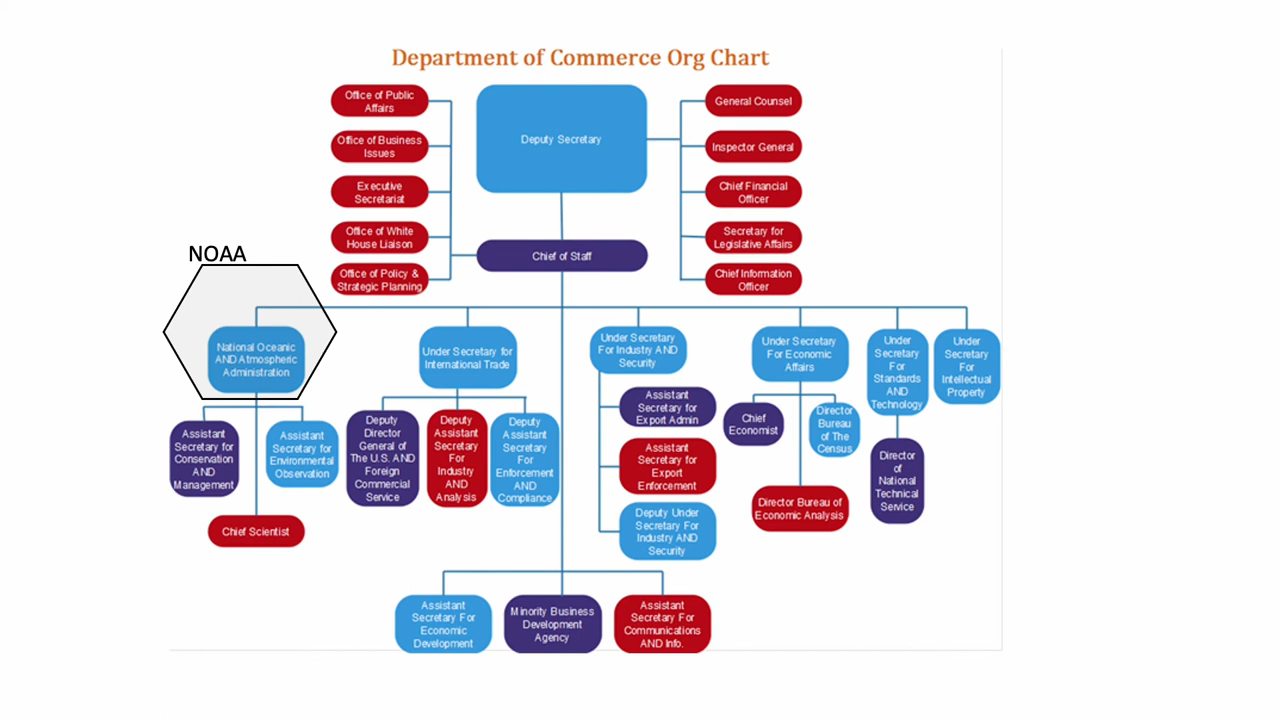 Department of Commerce Org Chart
Office of Public
Affairs
Office of Business
Issues
Executive
Secretariat
Office of White
House Liaison
Office of Policy &
Strategic Planning
Deputy Secretary
Chief of Staff
General Counsel
Inspector General
Chief Financial
Officer
Secretary for
Legislative Affairs
Chief Information
Officer
NOAA
National Oceanic
AND Atmospheric
Administration
Assistant
Secretary for
Conservation
AND
Management
Assistant
Secretary for
Environmental
Observation
Chief Scientist
Under Secretary for
International Trade
Deputy
Director
General of
The U.S. AND
Foreign
Commercial
Service
Deputy
Assistant
Secretary
For
Industry
AND
Analysis
Deputy
Assistant
Secretary
For
Enforcement
AND
Compliance
Under Secretary
For Industry AND
Security
Assistant
Secretary for
Export Admin
Assistant
Secretary for
Export
Enforcement
Deputy Under
Secretary For
Industry AND
Security
Under Secretary
For Economic
Affairs
Chief
Economist
Director
Bureau
of The
Census
Director Bureau of
Economic Analysis
Under
Secretary
For
Standards
AND
Technology
Director
of
National
Technical
Service
Under
Secretary
For
Intellectual
Property
Assistant
Secretary For
Economic
Development
Minority Business
Development
Agency
Assistant
Secretary For
Communications
AND Info.